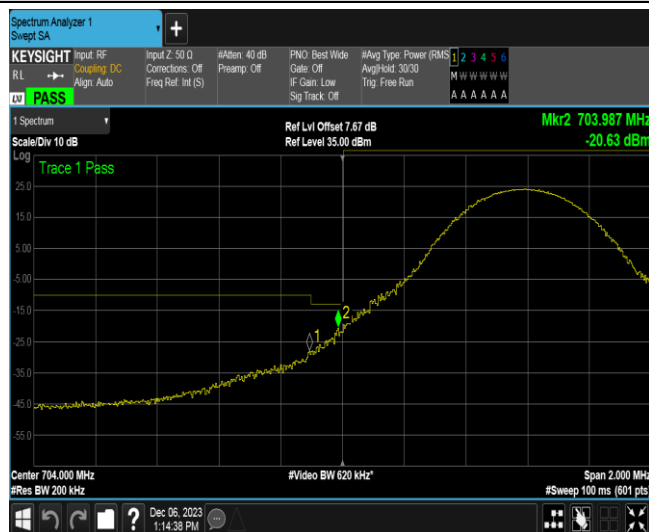 Spectrum Analyzer 1
Swept SA
+
KEYSIGHT
RL
LXI PASS
Input: RF
Coupling: DC
Align: Auto
Input Z: 50 Ω
Corrections: Off
Freq Ref: Int (S)
#Atten: 40 dB
Preamp: Off
PNO: Best Wide
Gate: Off
IF Gain: Low
Sig Track: Off
#Avg Type: Power (RMS
Avg|Hold: 30/30
Trig: Free Run
1 2 3 4 5 6
M W W W W W
A A A A A A
1 Spectrum
Scale/Div 10 dB
Ref Lvl Offset 7.67 dB
Ref Level 35.00 dBm
Mkr2 703.987 MHz
-20.63 dBm
Log
Trace 1 Pass
25.0
15.0
5.00
-5.00
-15.0
-25.0
-35.0
-45.0
-55.0
1
2
Center 704.000 MHz
#Res BW 200 kHz
#Video BW 620 kHz*
Span 2.000 MHz
#Sweep 100 ms (601 pts)
?
Dec 06, 2023
1:14:38 PM